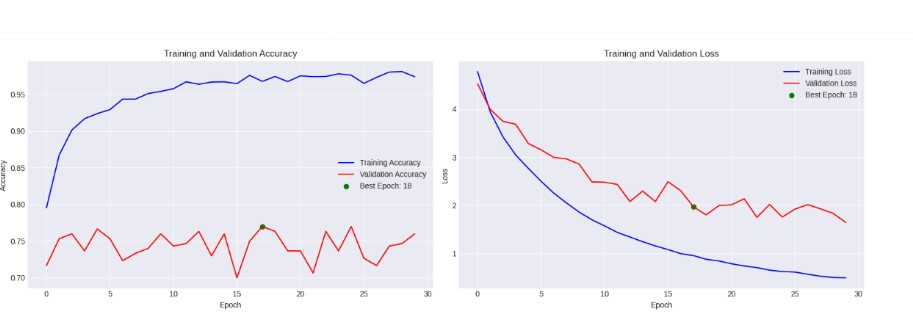 Training and Validation Accuracy
Accuracy
0.95
0.90
0.85
0.80
0.75
0.70
Training Accuracy
Validation Accuracy
Best Epoch: 18
0 5 10 15 20 25 30
Epoch
Training and Validation Loss
Loss
4
3
2
1
Training Loss
Validation Loss
Best Epoch: 18
0 5 10 15 20 25 30
Epoch